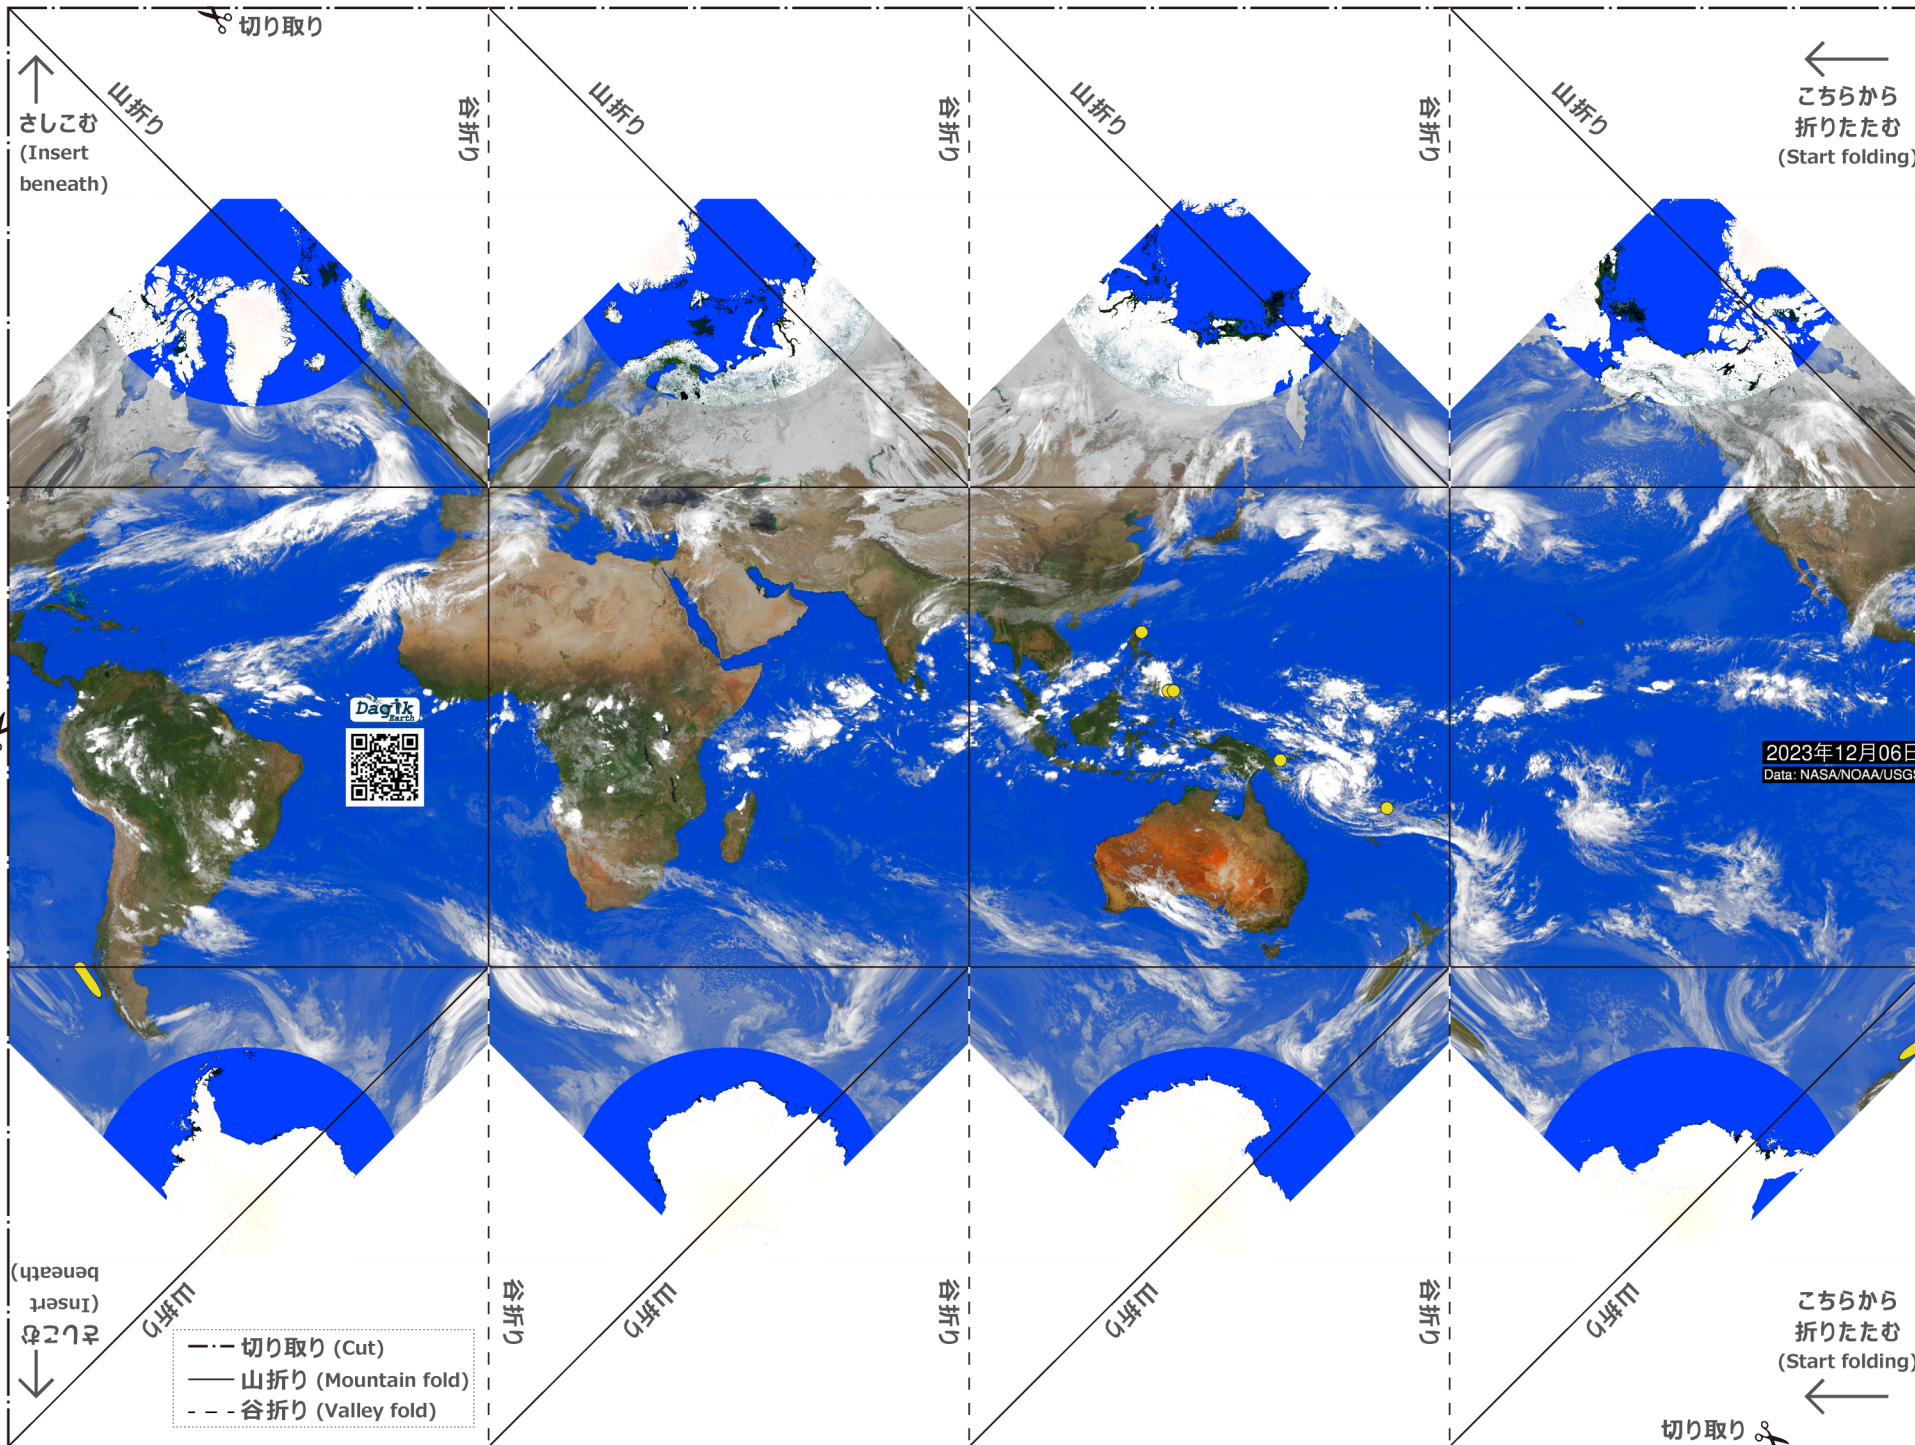 切り取り
さしこむ
(Insert
beneath)
山折り
谷折り
山折り
谷折り
山折り
谷折り
山折り
こちらから
折りたたむ
(Start folding)
Dagik
Earth
2023年12月06日
Data: NASA/NOAA/USGS
さしこむ
(Insert
beneath)
山折り
谷折り
山折り
谷折り
山折り
谷折り
山折り
こちらから
折りたたむ
(Start folding)
切り取り (Cut)
山折り (Mountain fold)
谷折り (Valley fold)
切り取り